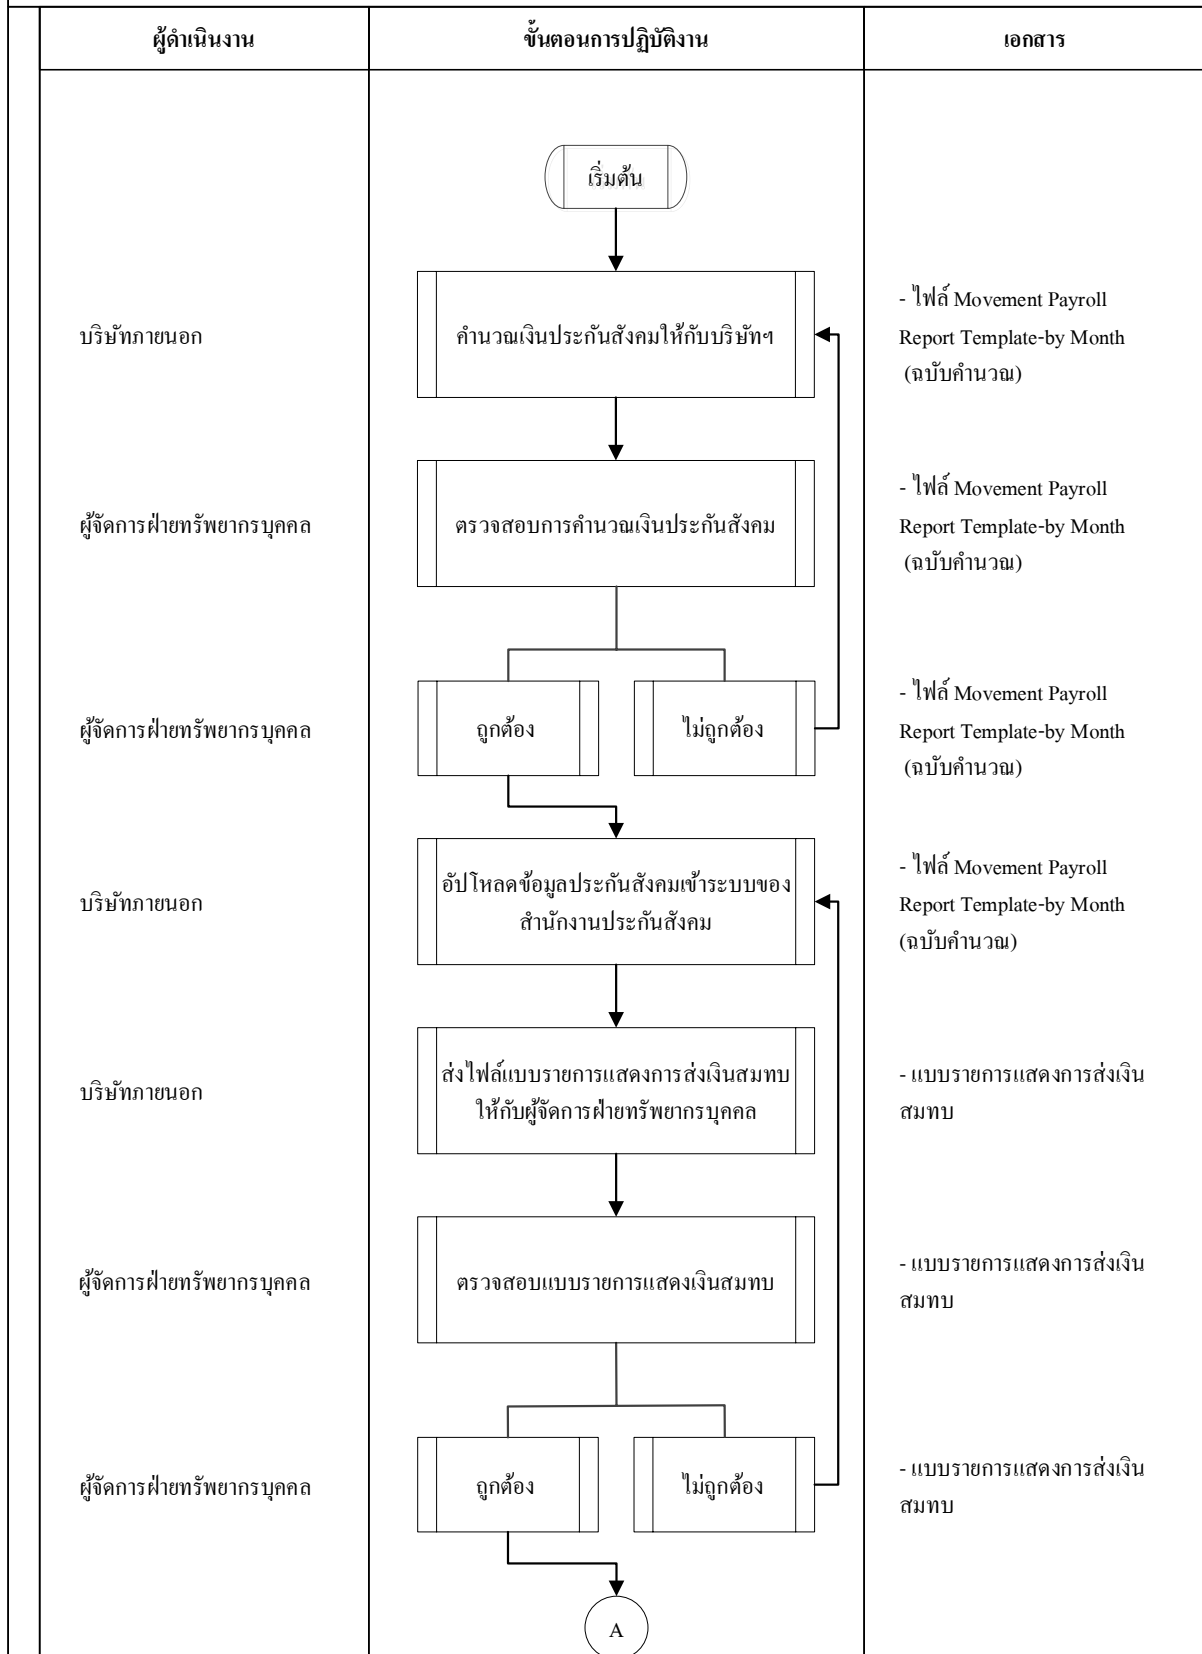 ผู้ดำเนินงาน
ขั้นตอนการปฏิบัติงาน
เอกสาร
เริ่มต้น
บริษัทภายนอก
คำนวณเงินประกันสังคมให้กับบริษัทฯ
- ไฟล์ Movement Payroll
Report Template-by Month
(ฉบับคำนวณ)
ผู้จัดการฝ่ายทรัพยากรบุคคล
ตรวจสอบการคำนวณเงินประกันสังคม
- ไฟล์ Movement Payroll
Report Template-by Month
(ฉบับคำนวณ)
ผู้จัดการฝ่ายทรัพยากรบุคคล
ถูกต้อง
ไม่ถูกต้อง
- ไฟล์ Movement Payroll
Report Template-by Month
(ฉบับคำนวณ)
บริษัทภายนอก
อัปโหลดข้อมูลประกันสังคมเข้าระบบของ
สำนักงานประกันสังคม
- ไฟล์ Movement Payroll
Report Template-by Month
(ฉบับคำนวณ)
บริษัทภายนอก
ส่งไฟล์แบบรายการแสดงการส่งเงินสมทบ
ให้กับผู้จัดการฝ่ายทรัพยากรบุคคล
- แบบรายการแสดงการส่งเงิน
สมทบ
ผู้จัดการฝ่ายทรัพยากรบุคคล
ตรวจสอบแบบรายการแสดงเงินสมทบ
- แบบรายการแสดงการส่งเงิน
สมทบ
ผู้จัดการฝ่ายทรัพยากรบุคคล
ถูกต้อง
ไม่ถูกต้อง
- แบบรายการแสดงการส่งเงิน
สมทบ
A